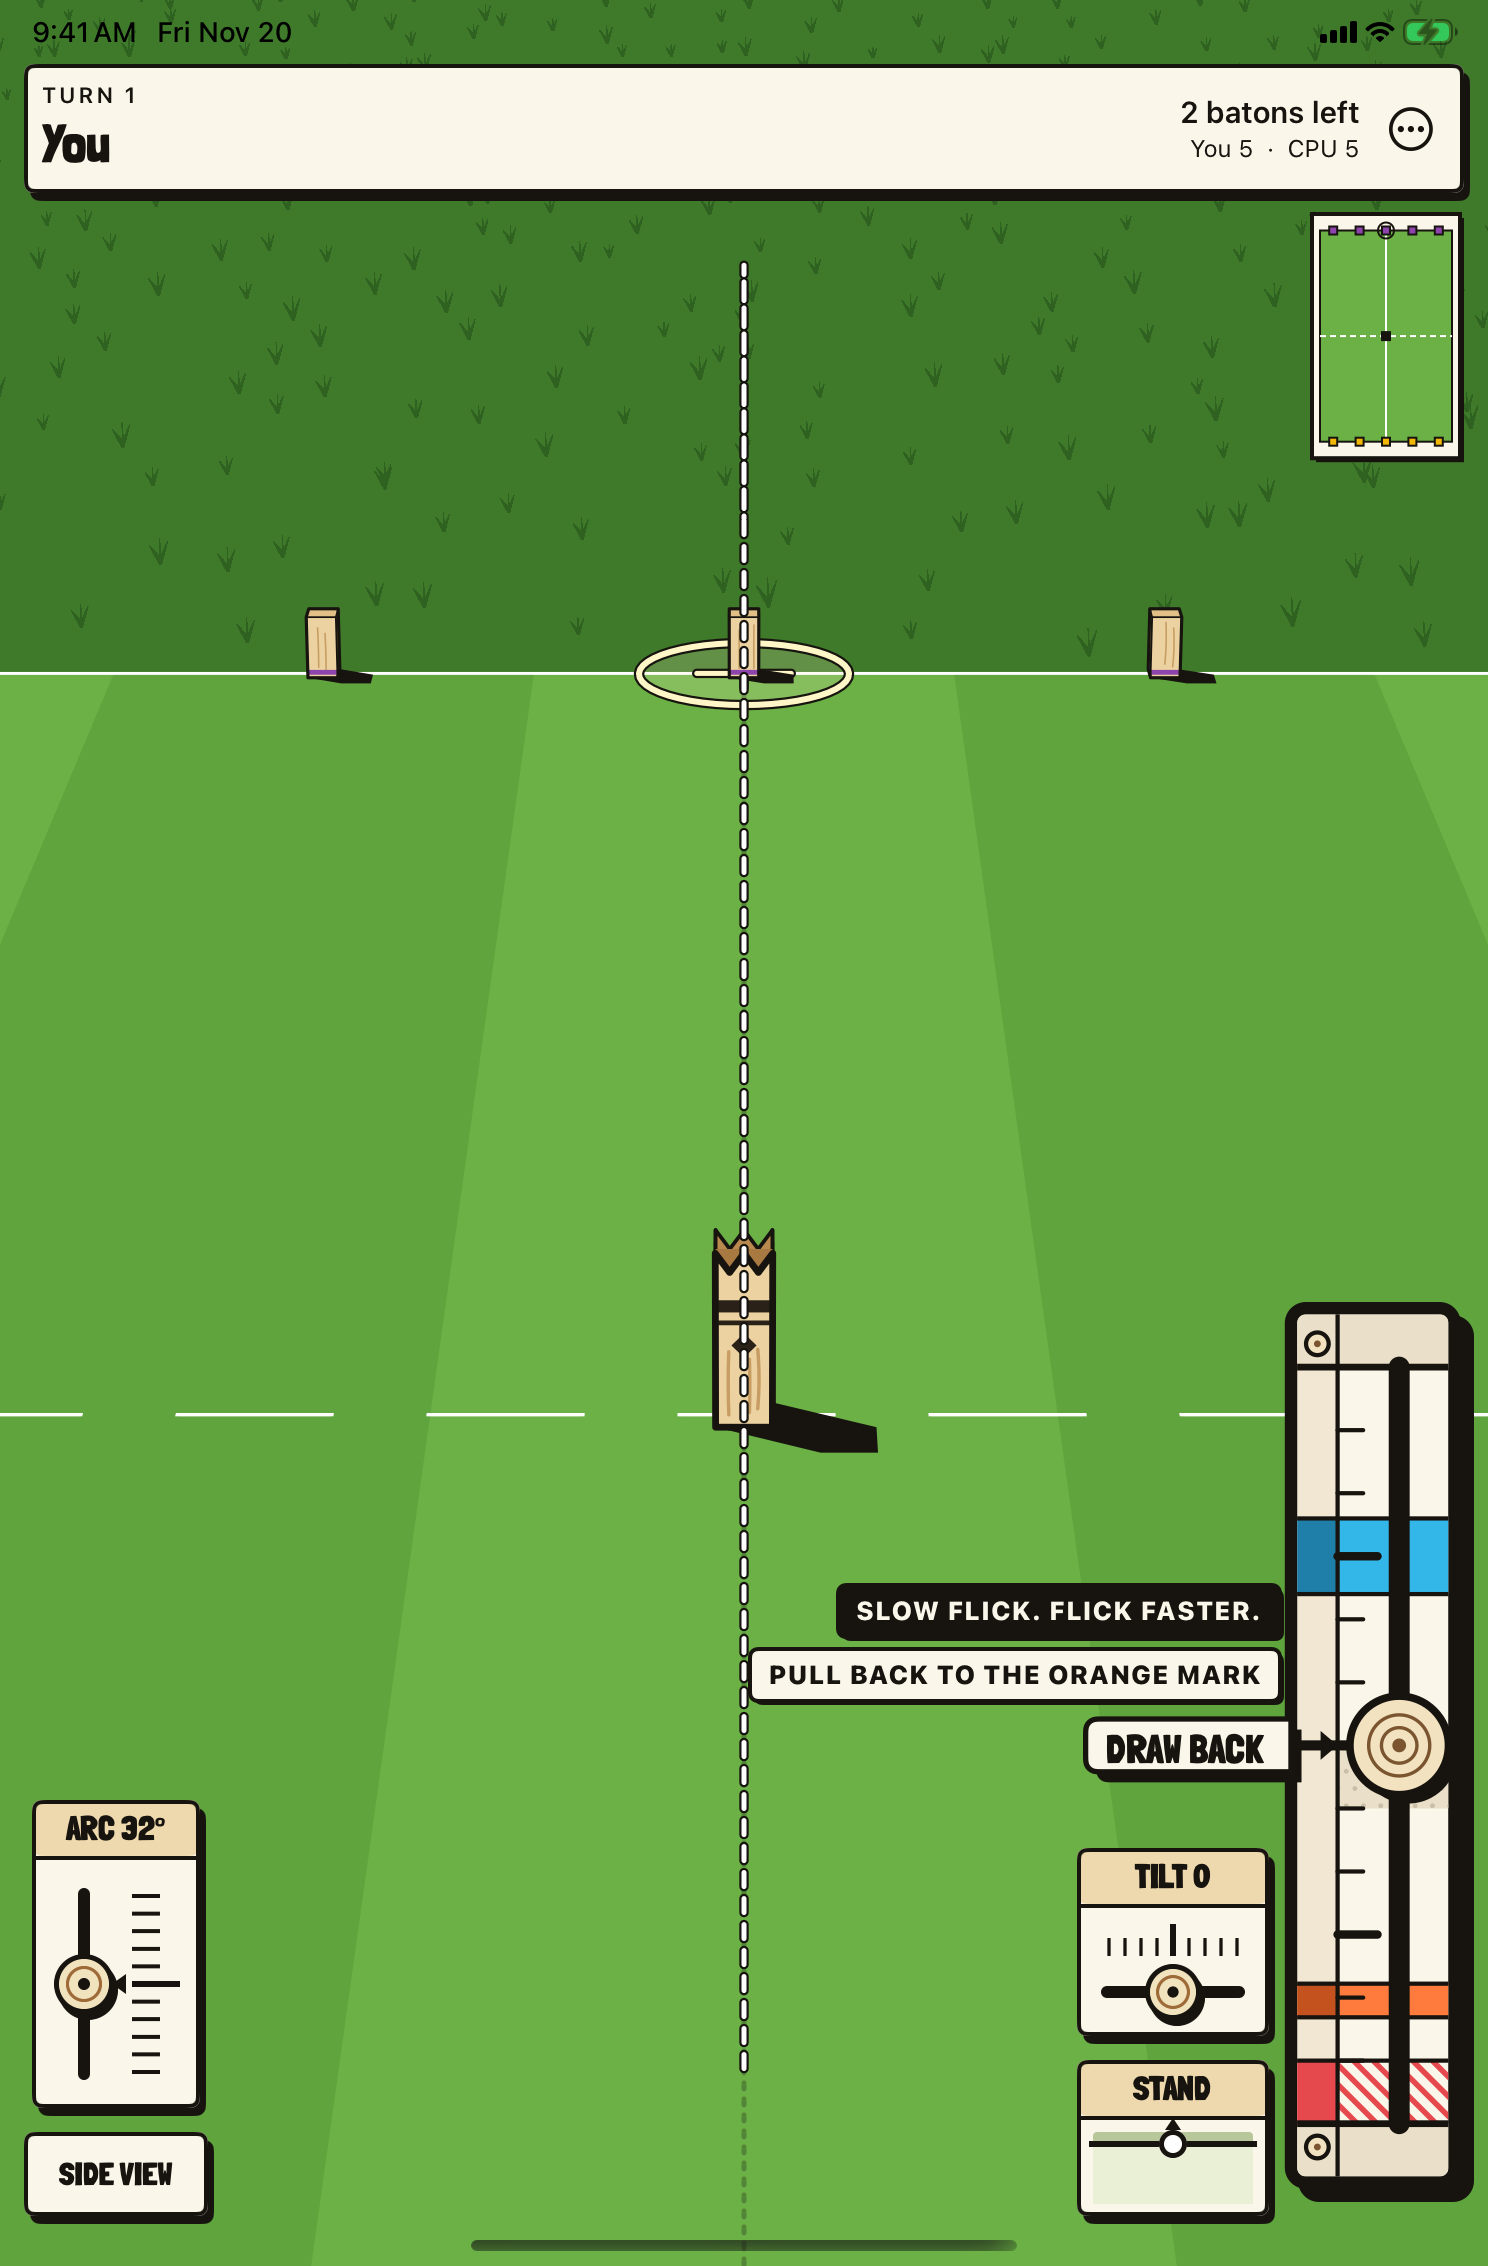 9:41 AM Fri Nov 20
TURN 1
You
2 batons left
You 5 · CPU 5
SLOW FLICK. FLICK FASTER.
PULL BACK TO THE ORANGE MARK
DRAW BACK
ARC 32°
TILT 0
STAND
SIDE VIEW